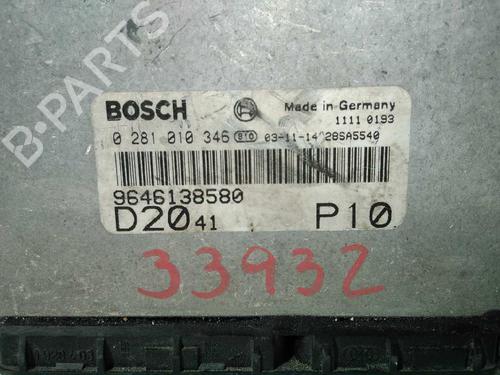 B-PARTS
BOSCH Made in Germany
1111 0193
0 281 010 346 B10 03-11-14 28SA5540
9646138580
D20 41 P10
33932